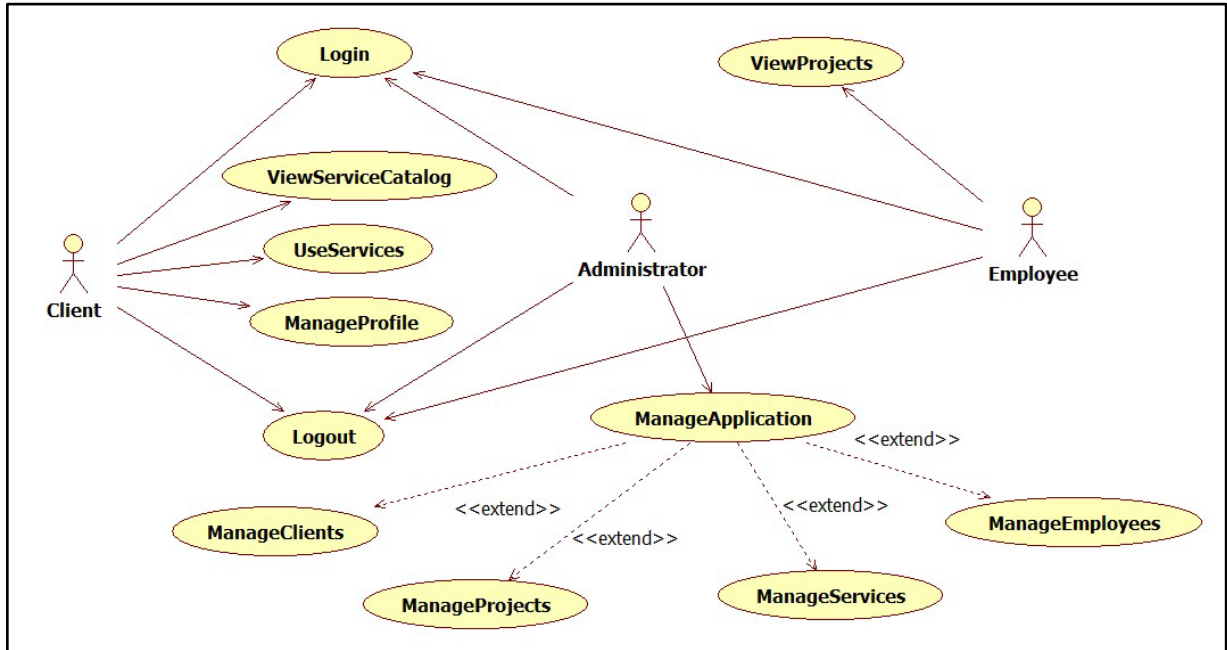 Login
ViewProjects
ViewServiceCatalog
UseServices
Administrator
Employee
Client
ManageProfile
ManageApplication
Logout
<<extend>>
<<extend>>
<<extend>>
<<extend>>
ManageClients
ManageEmployees
ManageProjects
ManageServices